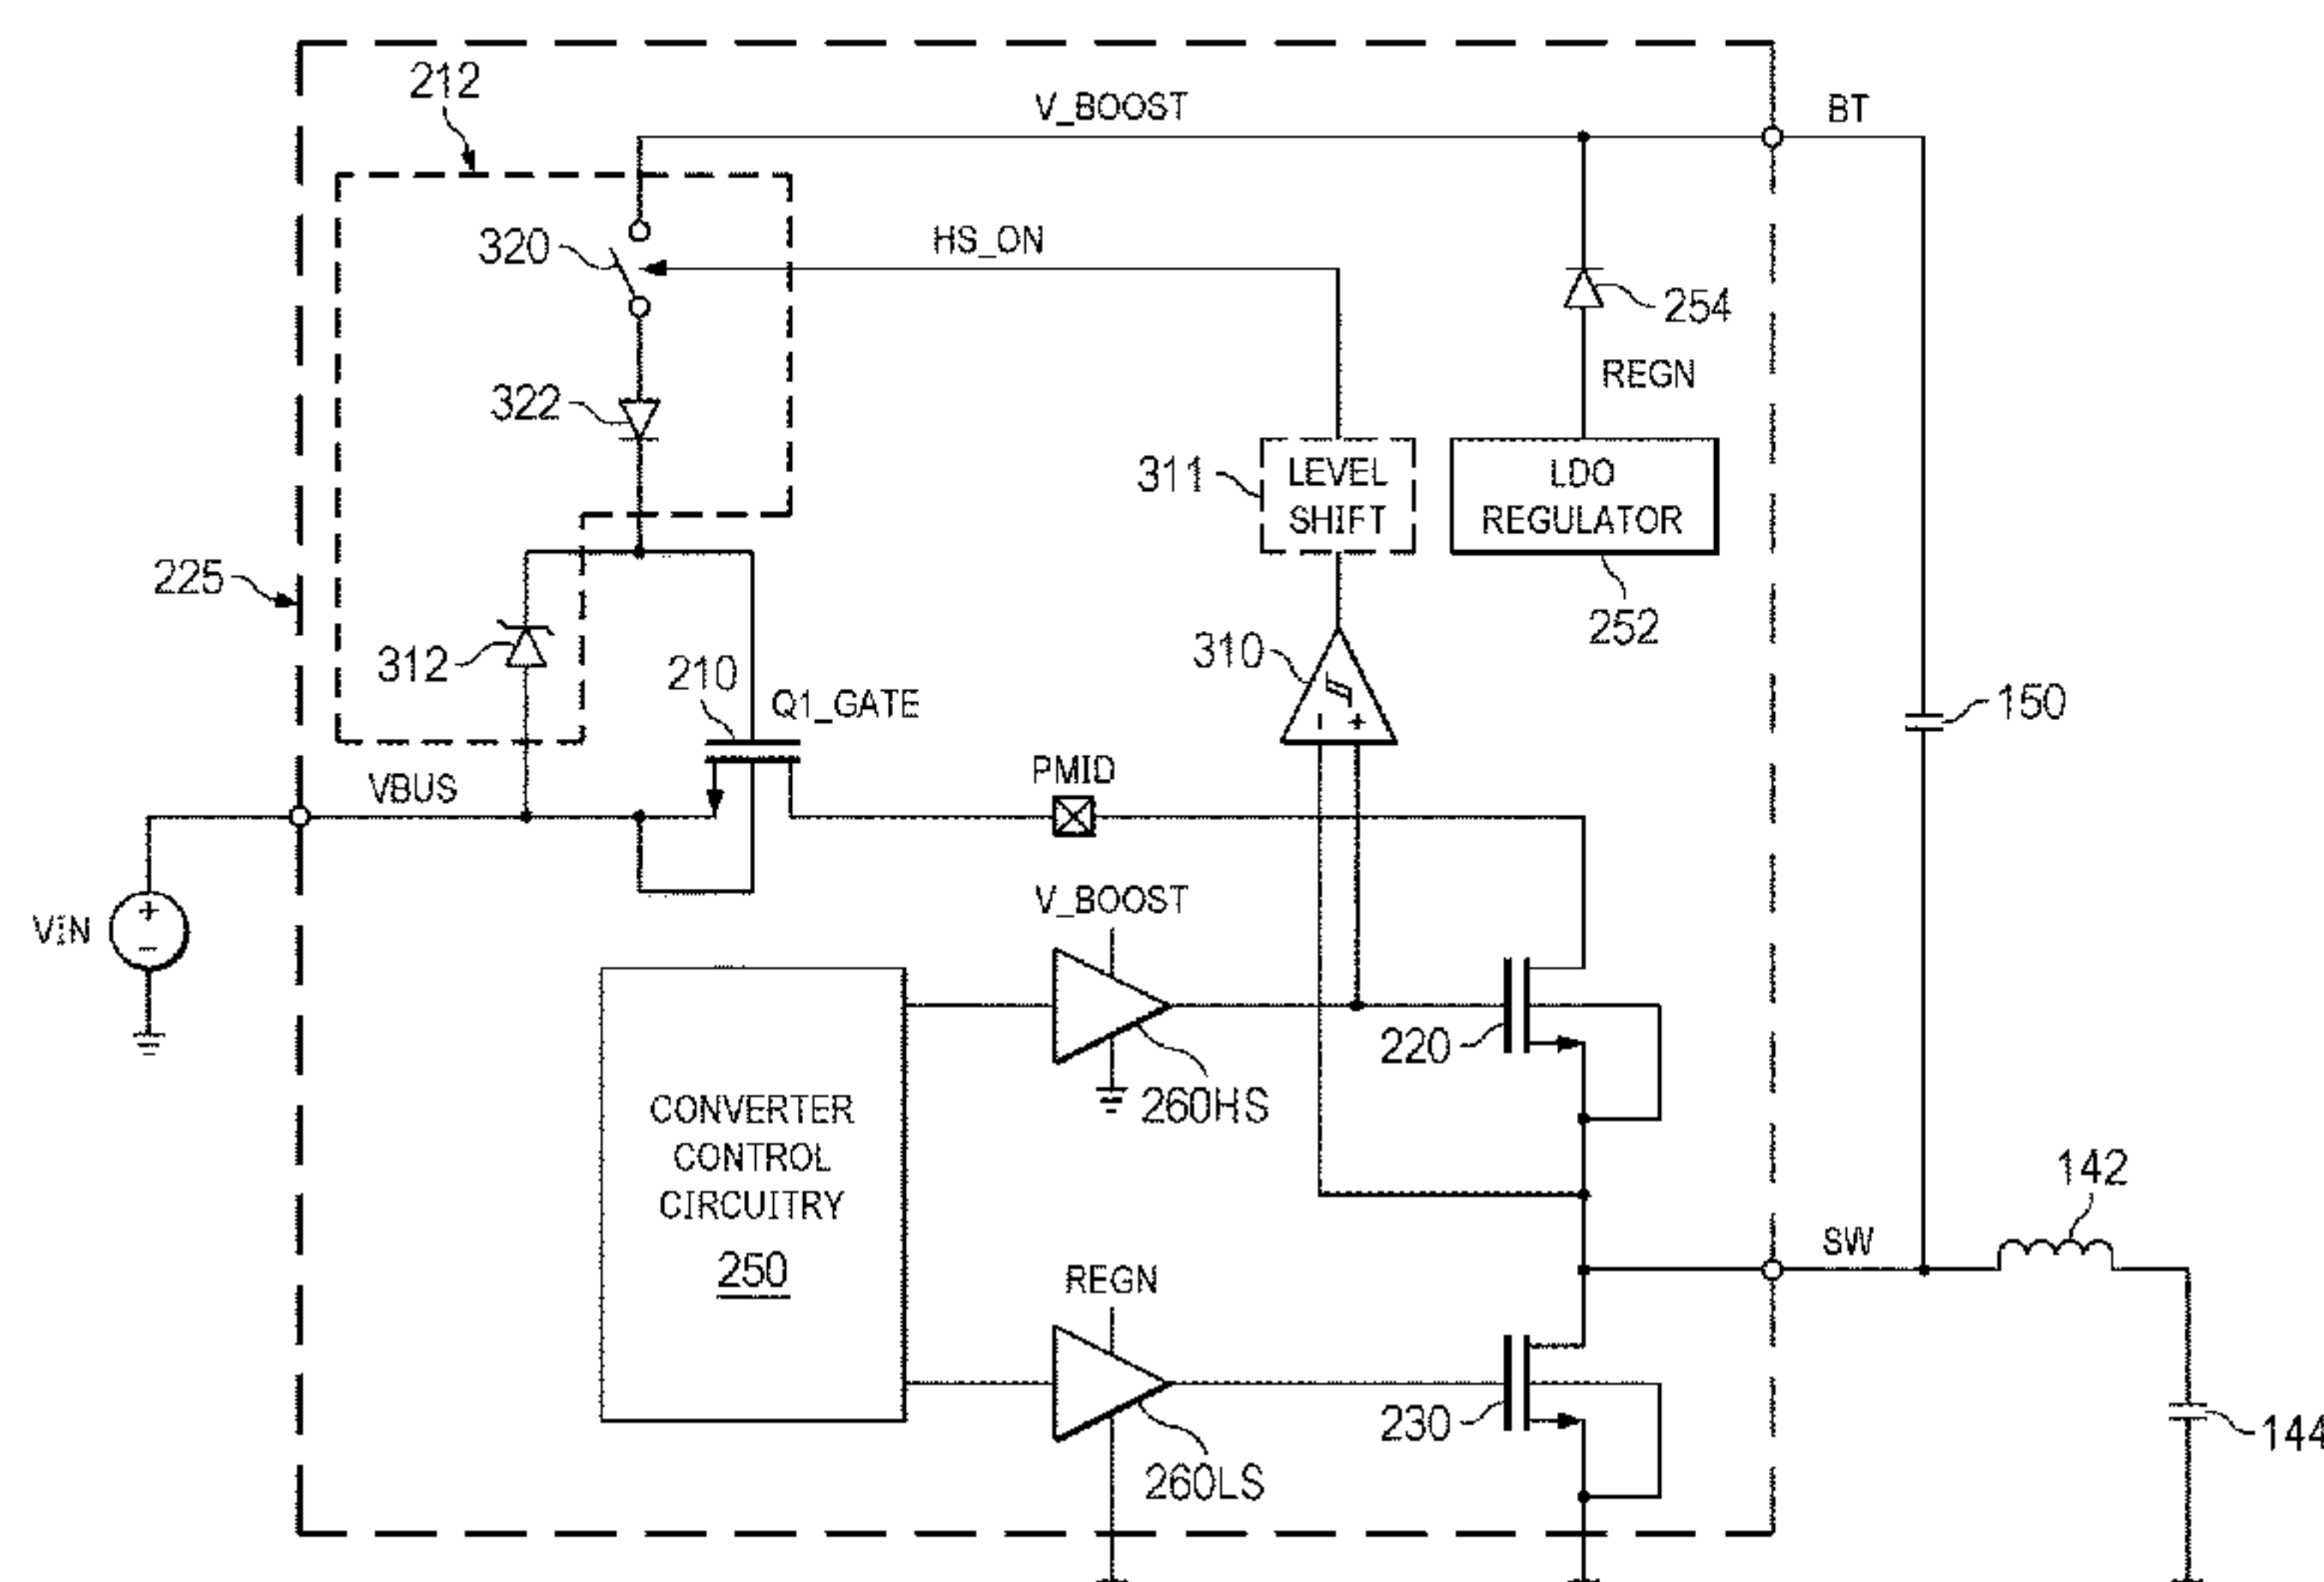 212
V_BOOST
BT
320
HS_ON
254
322
REGN
311
LEVEL
SHIFT
LDO
REGULATOR
225
252
312
210
310
Q1_GATE
150
VBUS
PMID
V_BOOST
VIN
+
−
- +
220
260HS
CONVERTER
CONTROL
CIRCUITRY
250
142
SW
REGN
230
144
260LS